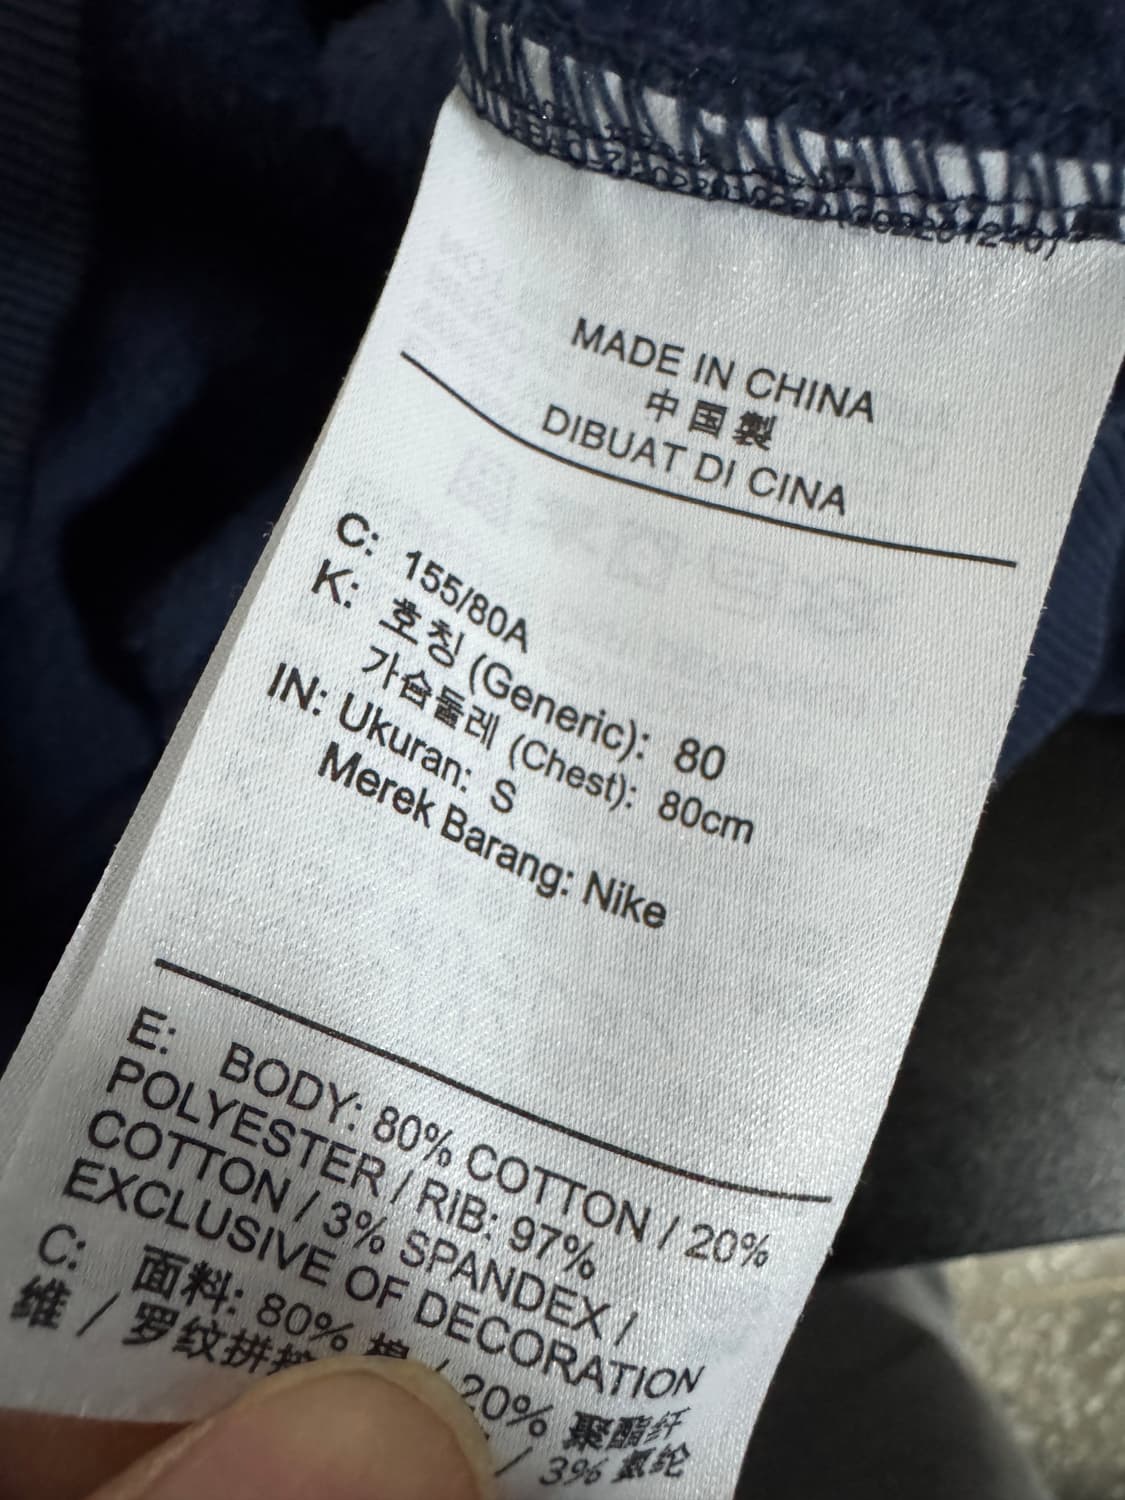 MADE IN CHINA
中国製
DIBUAT DI CINA
C: 155/80A
K: 호칭 (Generic): 80
가슴둘레 (Chest): 80cm
IN: Ukuran: S
Merek Barang: Nike
E: BODY: 80% COTTON / 20%
POLYESTER / RIB: 97%
COTTON / 3% SPANDEX /
EXCLUSIVE OF DECORATION
C: 面料: 80% 棉 / 20% 聚酯纤
维 / 罗纹拼接 / 3% 氨纶